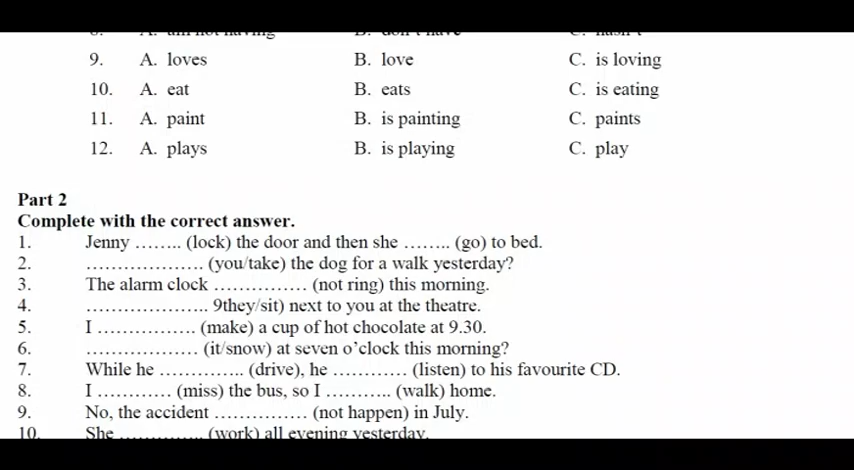 9. A. loves B. love C. is loving
10. A. eat B. eats C. is eating
11. A. paint B. is painting C. paints
12. A. plays B. is playing C. play
Part 2
Complete with the correct answer.
1. Jenny …….. (lock) the door and then she …….. (go) to bed.
2. ……………….. (you/take) the dog for a walk yesterday?
3. The alarm clock …………… (not ring) this morning.
4. ……………….. 9they/sit) next to you at the theatre.
5. I …………….. (make) a cup of hot chocolate at 9.30.
6. ………………. (it/snow) at seven o’clock this morning?
7. While he ………….. (drive), he ………… (listen) to his favourite CD.
8. I ………… (miss) the bus, so I ……….. (walk) home.
9. No, the accident …………… (not happen) in July.
10. She ………….. (work) all evening yesterday.